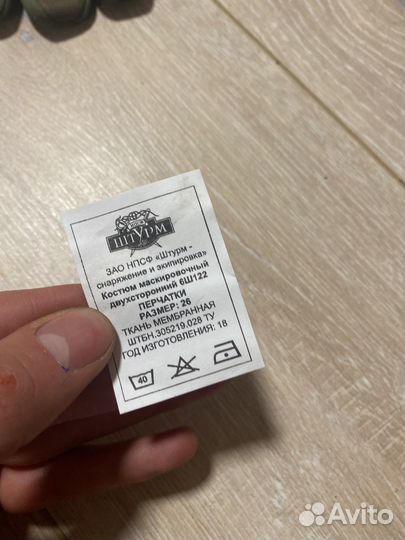 ШТУРМ
ЗАО НПСФ «Штурм -
снаряжение и экипировка»
Костюм маскировочный
двухсторонний 6Ш122
ПЕРЧАТКИ
РАЗМЕР: 26
ТКАНЬ МЕМБРАННАЯ
ШТБН.305219.028 ТУ
ГОД ИЗГОТОВЛЕНИЯ: 18
40
Avito